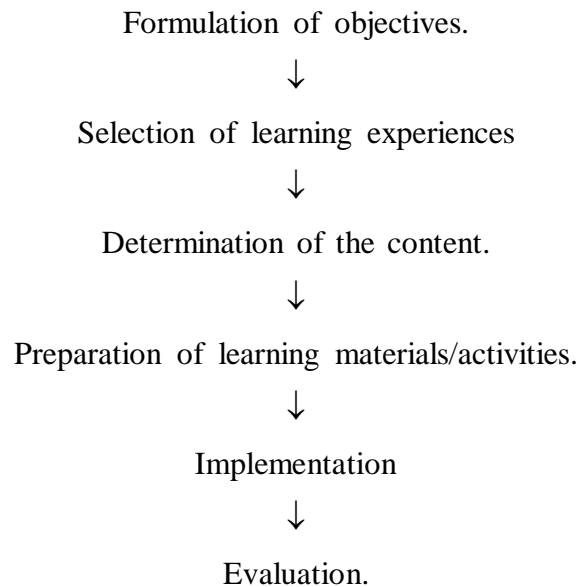 Formulation of objectives.
↓
Selection of learning experiences
↓
Determination of the content.
↓
Preparation of learning materials/activities.
↓
Implementation
↓
Evaluation.